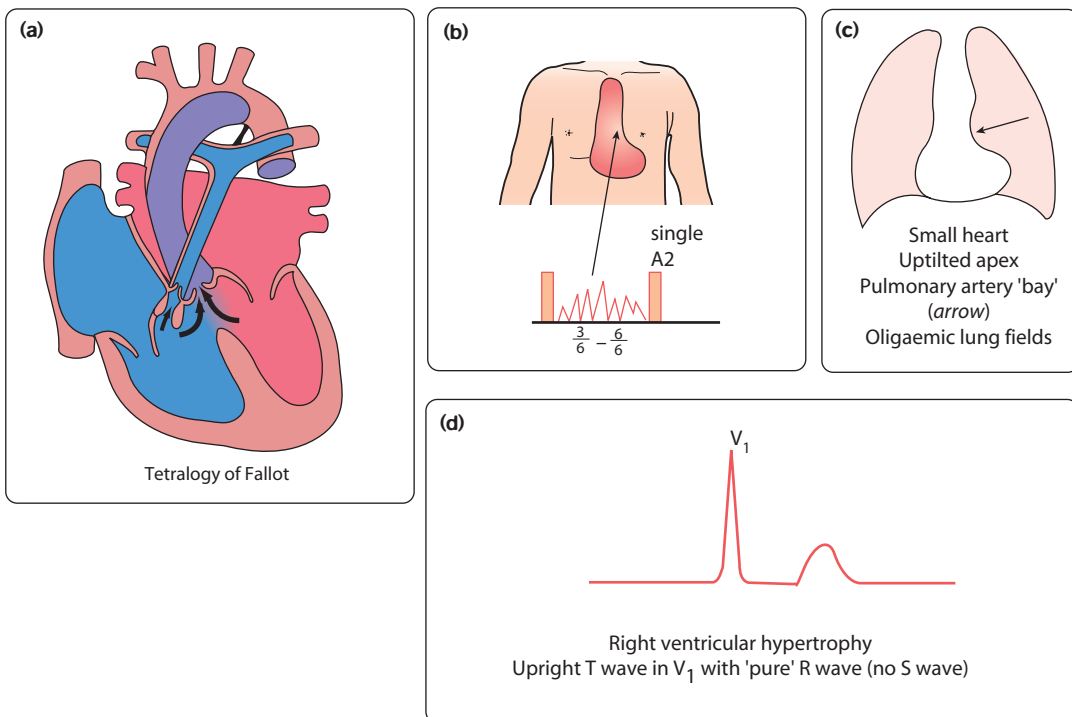 (a)
Tetralogy of Fallot
(b)
single
A2
3/6 – 6/6
(c)
Small heart
Uptilted apex
Pulmonary artery 'bay'
(arrow)
Oligaemic lung fields
(d)
V₁
Right ventricular hypertrophy
Upright T wave in V₁ with 'pure' R wave (no S wave)